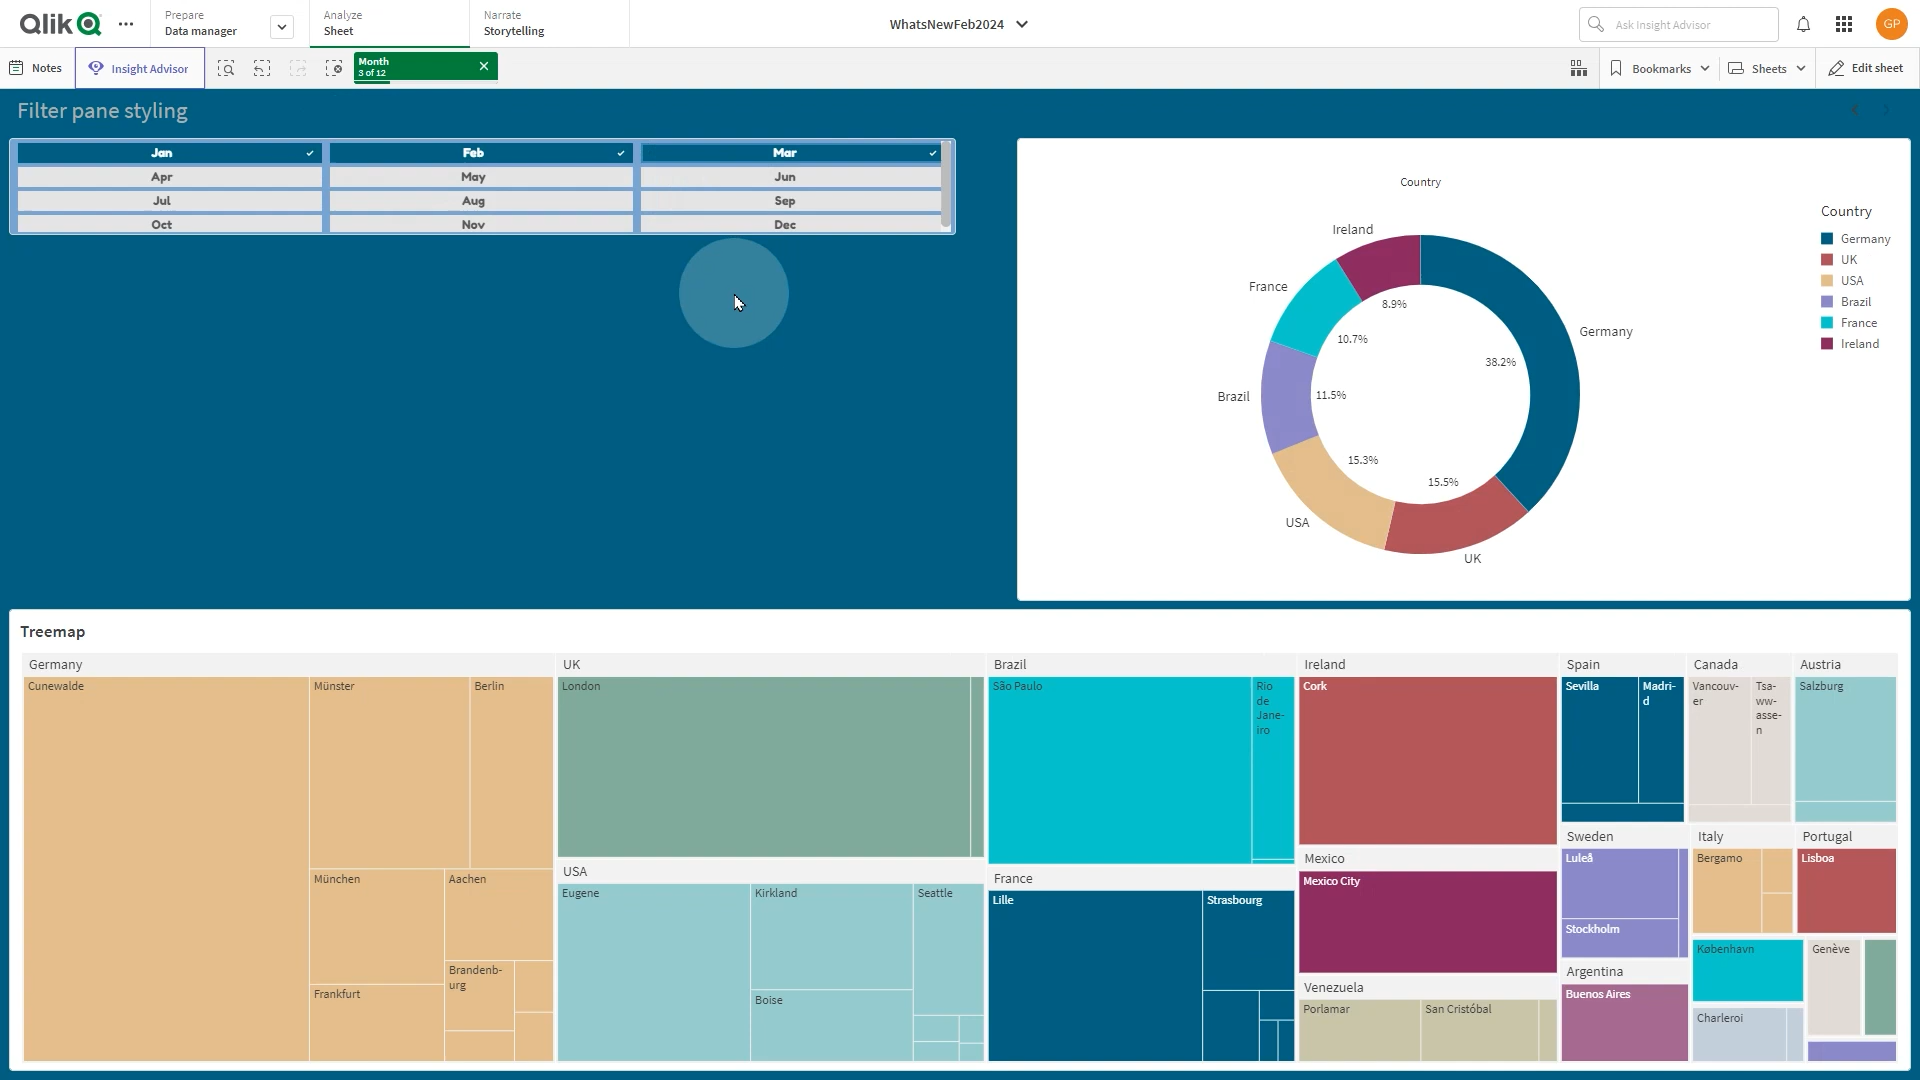 Qlik
Prepare
Data manager
Analyze
Sheet
Narrate
Storytelling
WhatsNewFeb2024
Ask Insight Advisor
GP
Notes
Insight Advisor
Month
3 of 12
Bookmarks
Sheets
Edit sheet
Filter pane styling
Jan
Feb
Mar
Apr
May
Jun
Jul
Aug
Sep
Oct
Nov
Dec
Country
Ireland
France
Brazil
USA
UK
Germany
8.9%
10.7%
11.5%
15.3%
15.5%
38.2%
Country
Germany
UK
USA
Brazil
France
Ireland
Treemap
Germany
Cunewalde
Münster
Berlin
München
Aachen
Frankfurt
Brandenb-
urg
UK
London
USA
Eugene
Kirkland
Seattle
Boise
Brazil
São Paulo
Rio
de
Jane-
iro
France
Lille
Strasbourg
Ireland
Cork
Mexico
Mexico City
Venezuela
Porlamar
San Cristóbal
Spain
Sevilla
Madri-
d
Sweden
Luleå
Stockholm
Argentina
Buenos Aires
Canada
Vancouv-
er
Tsa-
ww-
asse-
n
Austria
Salzburg
Italy
Bergamo
Portugal
Lisboa
København
Genève
Charleroi